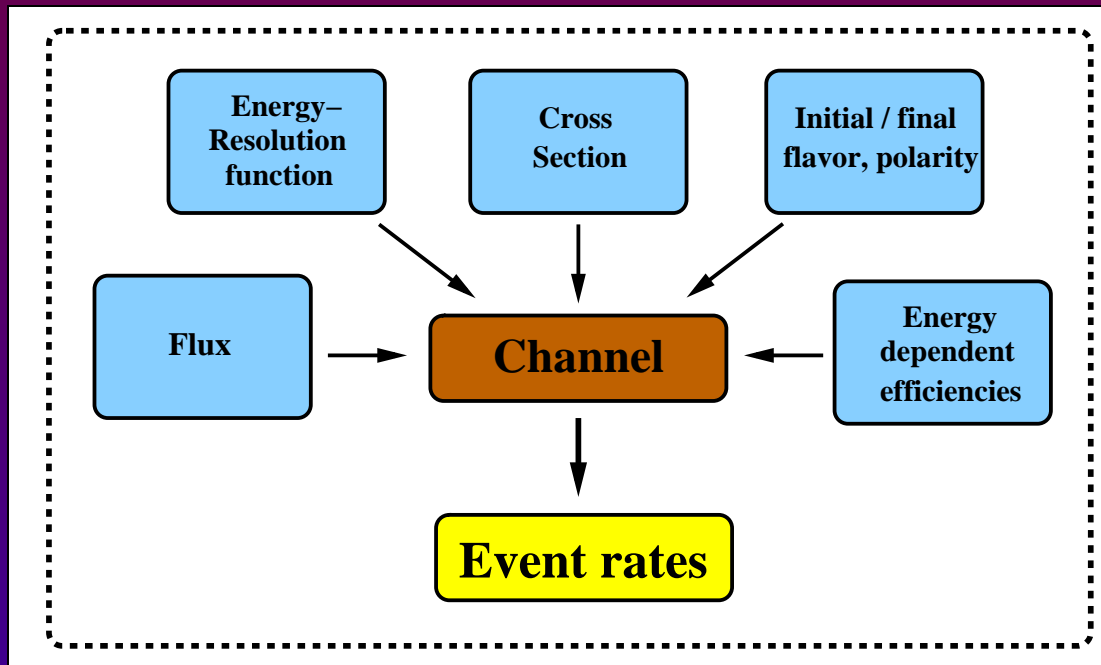 Energy–
Resolution
function
Cross
Section
Initial / final
flavor, polarity
Flux
Channel
Energy
dependent
efficiencies
Event rates